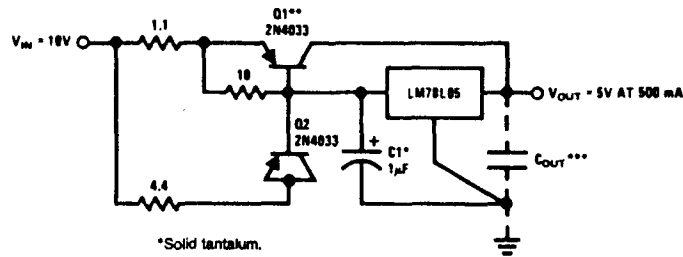 Q1**
2N4033
1.1
VIN = 10V
10
LM78L05
VOUT = 5V AT 500 mA
Q2
2N4033
+
C1*
1μF
COUT***
4.4
*Solid tantalum.